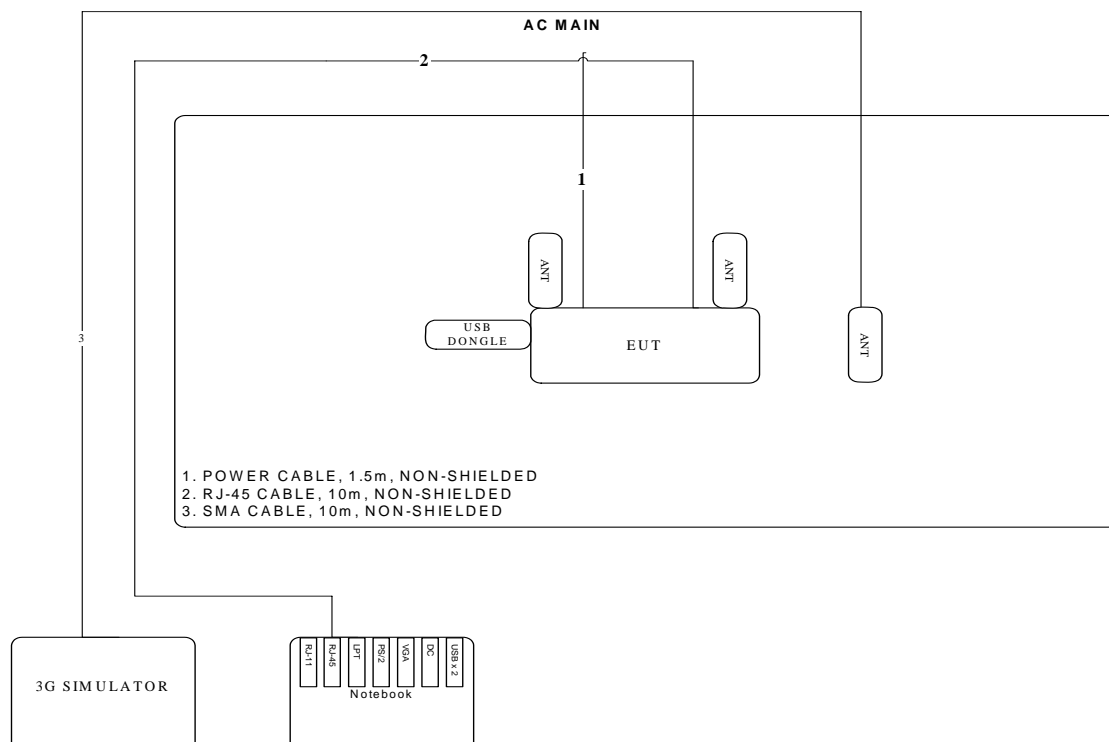 AC MAIN
2
1
ANT
ANT
3
USB
DONGLE
EUT
ANT
1. POWER CABLE, 1.5m, NON-SHIELDED
2. RJ-45 CABLE, 10m, NON-SHIELDED
3. SMA CABLE, 10m, NON-SHIELDED
RJ-11
RJ-45
LPT
PS/2
VGA
DC
USB x 2
3G SIMULATOR
Notebook